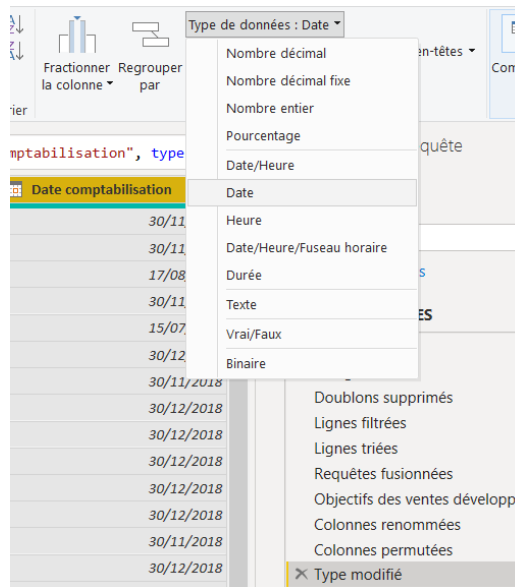 Type de données : Date
Fractionner la colonne
Regrouper par
en-têtes
Com
ier
Nombre décimal
Nombre décimal fixe
Nombre entier
Pourcentage
Date/Heure
Date
Heure
Date/Heure/Fuseau horaire
Durée
Texte
Vrai/Faux
Binaire
mptabilisation", type
quête
Date comptabilisation
30/11
30/11
17/08
30/11
15/07
30/12
30/11/2018
30/12/2018
30/12/2018
30/12/2018
30/12/2018
30/12/2018
30/11/2018
30/12/2018
s
ES
Doublons supprimés
Lignes filtrées
Lignes triées
Requêtes fusionnées
Objectifs des ventes développ
Colonnes renommées
Colonnes permutées
Type modifié